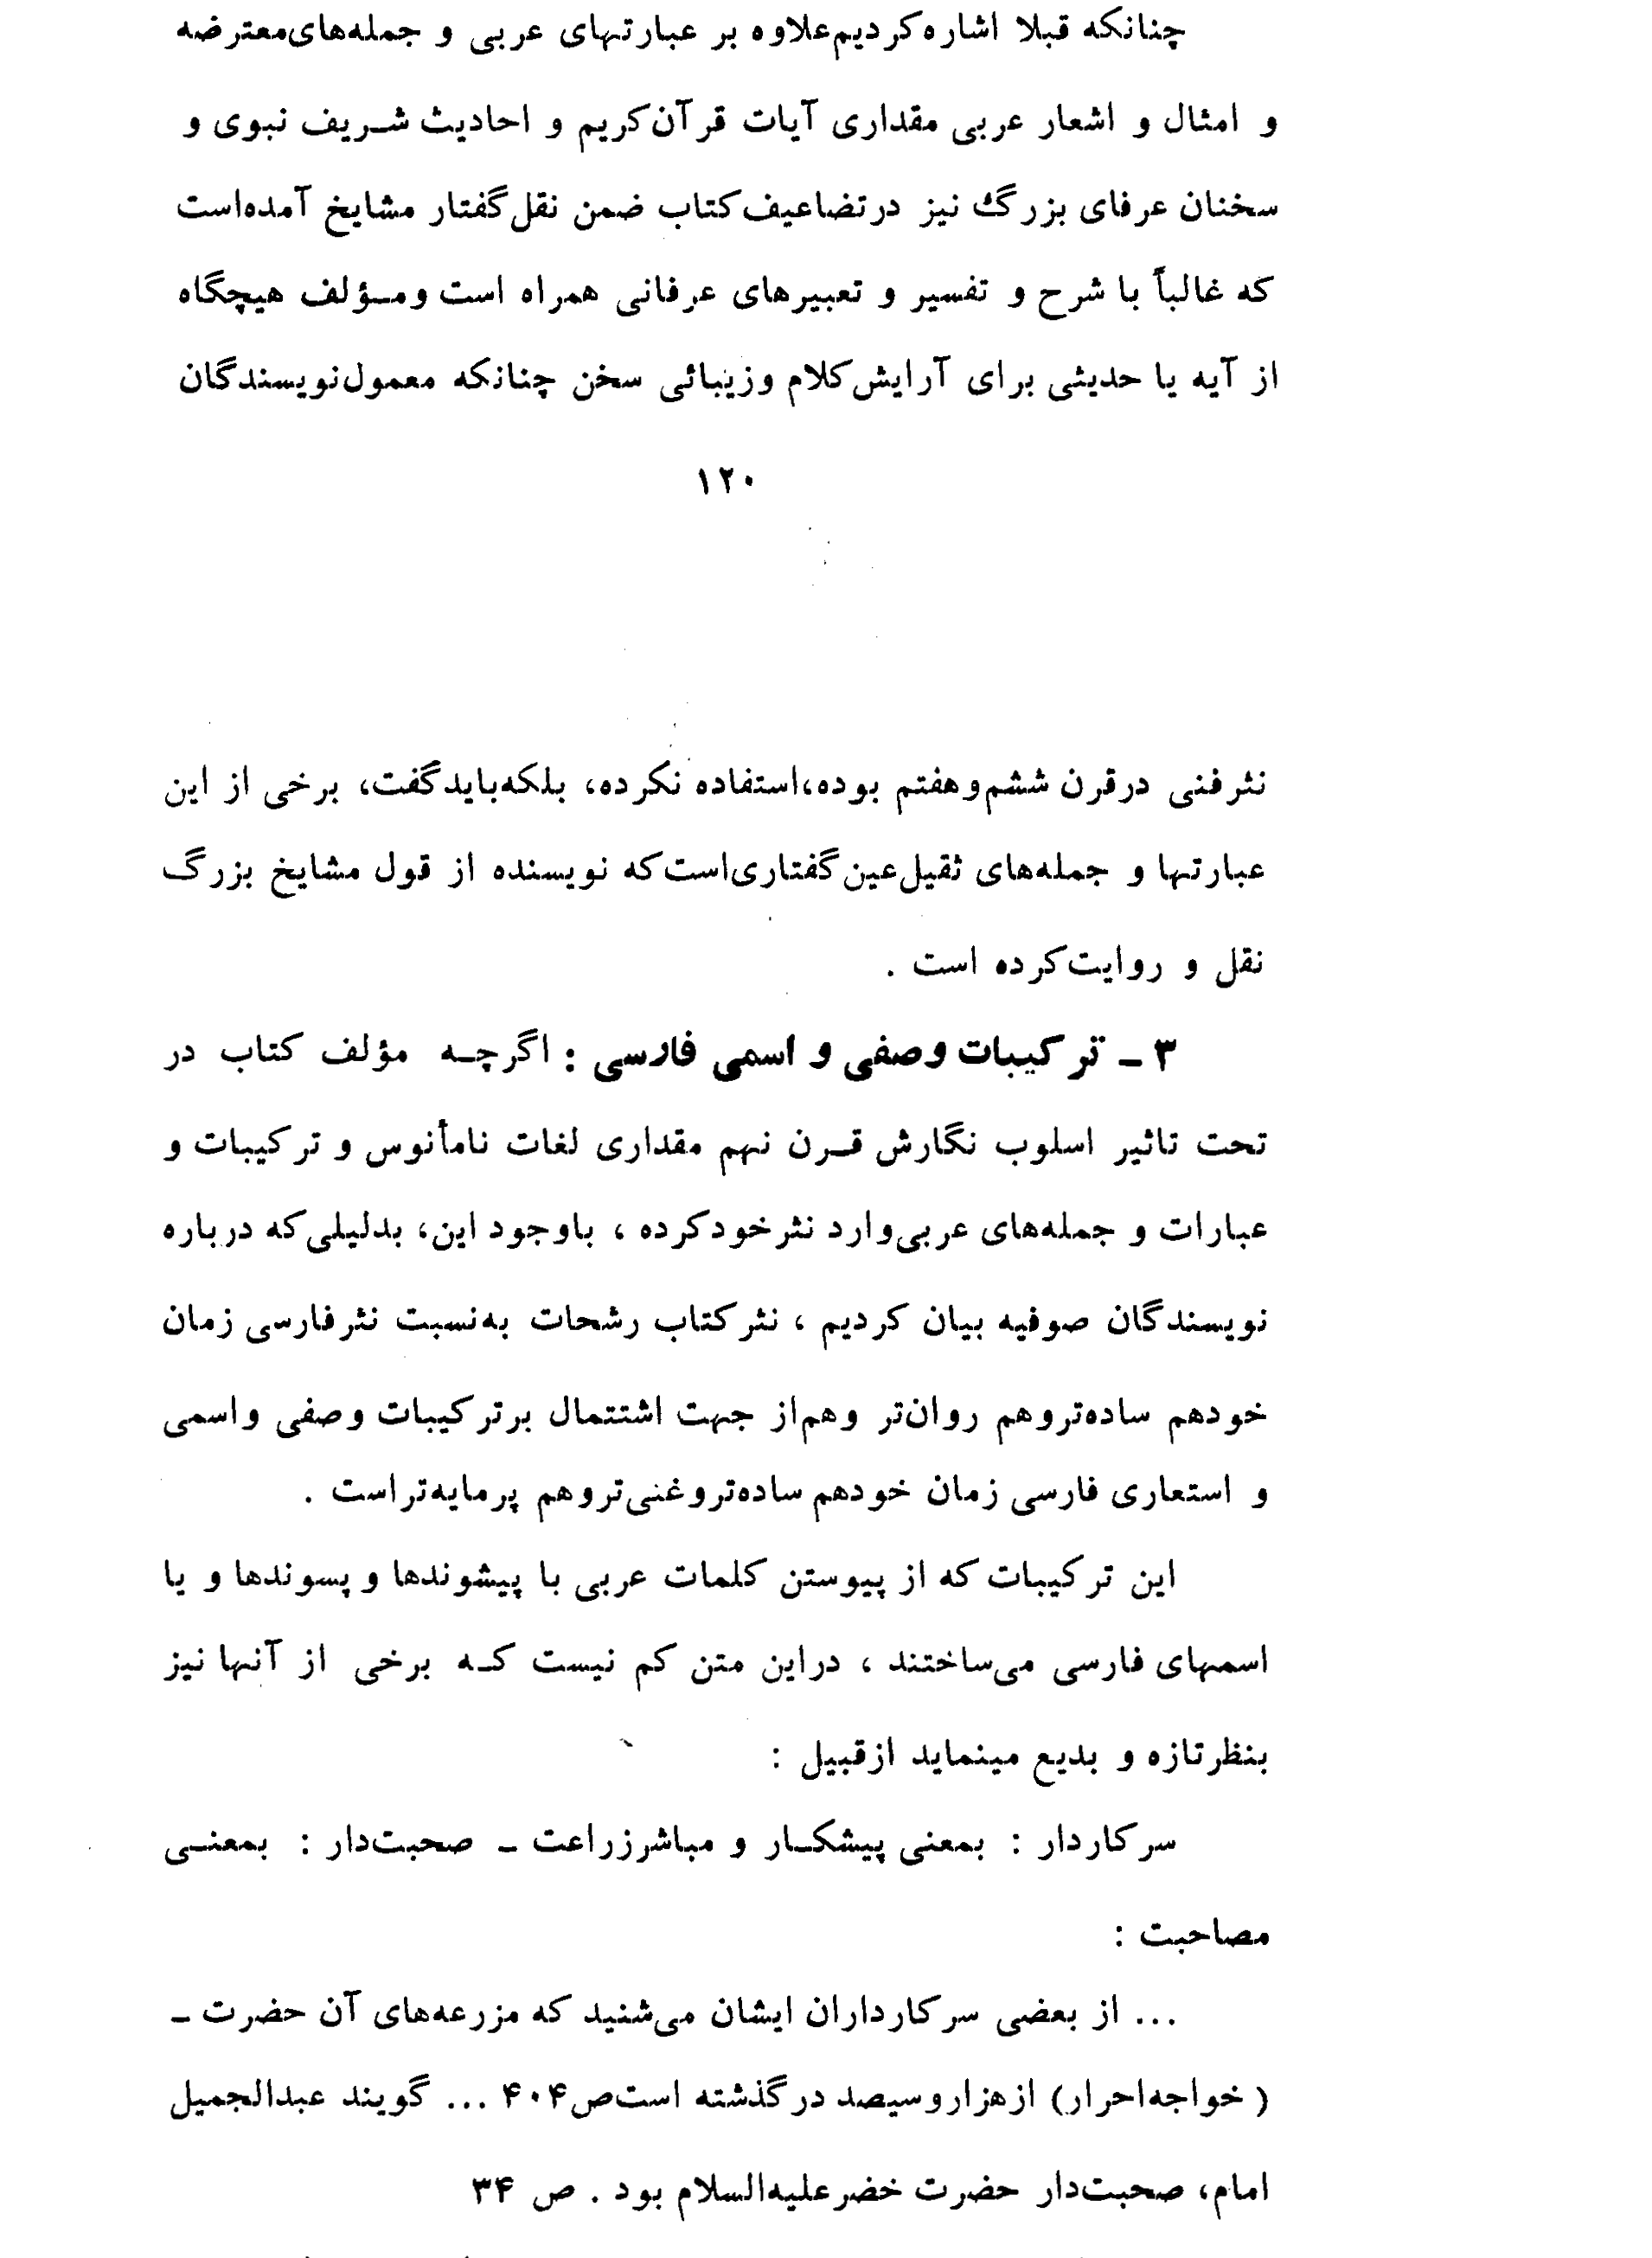 چنانکه قبلا اشاره‌کردیم‌علاوه بر عبارتهای عربی و جمله‌های‌معترضه
و امثال و اشعار عربی مقداری آیات قرآن‌کریم و احادیث شـریف نبوی و
سخنان عرفای بزرگ نیز درتضاعیف‌کتاب ضمن نقل‌گفتار مشایخ آمده‌است
که غالباً با شرح و تفسیر و تعبیرهای عرفانی همراه است ومـؤلف هیچگاه
از آیه یا حدیثی برای آرایش‌کلام وزیبائی سخن چنانکه معمول‌نویسندگان
۱۲۰
نثرفنی درقرن ششم‌وهفتم بوده،استفاده نکرده، بلکه‌بایدگفت، برخی از این
عبارتها و جمله‌های ثقیل‌عین‌گفتاری‌است‌که نویسنده از قول مشایخ بزرگ
نقل و روایت‌کرده است .
۳ ـ ترکیبات وصفی و اسمی فارسی : اگرچـه مؤلف کتاب در
تحت تاثیر اسلوب نگارش قـرن نهم مقداری لغات نامأنوس و ترکیبات و
عبارات و جمله‌های عربی‌وارد نثرخودکرده ، باوجود این، بدلیلی‌که درباره
نویسندگان صوفیه بیان کردیم ، نثرکتاب رشحات به‌نسبت نثرفارسی زمان
خودهم ساده‌تروهم روان‌تر وهم‌از جهت اشتتمال برترکیبات وصفی واسمی
و استعاری فارسی زمان خودهم ساده‌تروغنی‌تروهم پرمایه‌تراست .
این ترکیبات که از پیوستن کلمات عربی با پیشوندها و پسوندها و یا
اسمهای فارسی می‌ساختند ، دراین متن کم نیست کـه برخی از آنها نیز
بنظرتازه و بدیع مینماید ازقبیل :
سرکاردار : بمعنی پیشکـار و مباشرزراعت ـ صحبت‌دار : بمعنـی
مصاحبت :
... از بعضی سرکارداران ایشان می‌شنید که مزرعه‌های آن حضرت ـ
( خواجه‌احرار) ازهزاروسیصد درگذشته است‌ص۴۰۴ ... گویند عبدالجمیل
امام، صحبت‌دار حضرت خضرعلیه‌السلام بود . ص ۳۴